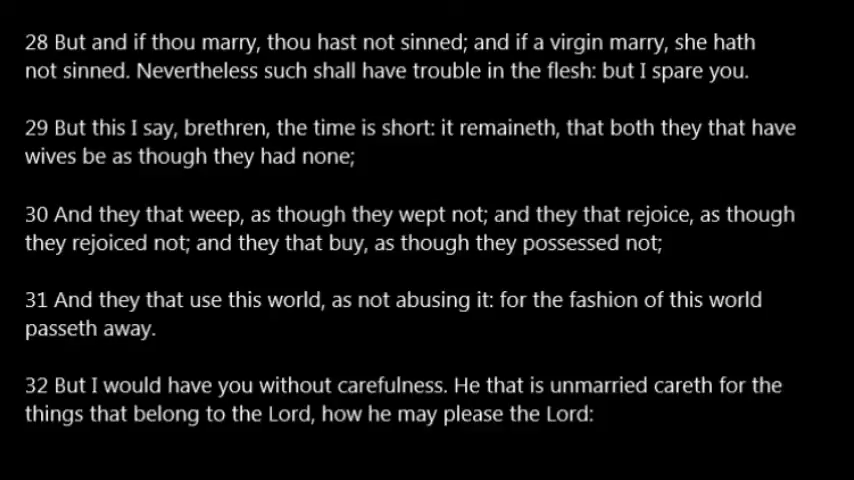 28 But and if thou marry, thou hast not sinned; and if a virgin marry, she hath
not sinned. Nevertheless such shall have trouble in the flesh: but I spare you.
29 But this I say, brethren, the time is short: it remaineth, that both they that have
wives be as though they had none;
30 And they that weep, as though they wept not; and they that rejoice, as though
they rejoiced not; and they that buy, as though they possessed not;
31 And they that use this world, as not abusing it: for the fashion of this world
passeth away.
32 But I would have you without carefulness. He that is unmarried careth for the
things that belong to the Lord, how he may please the Lord: